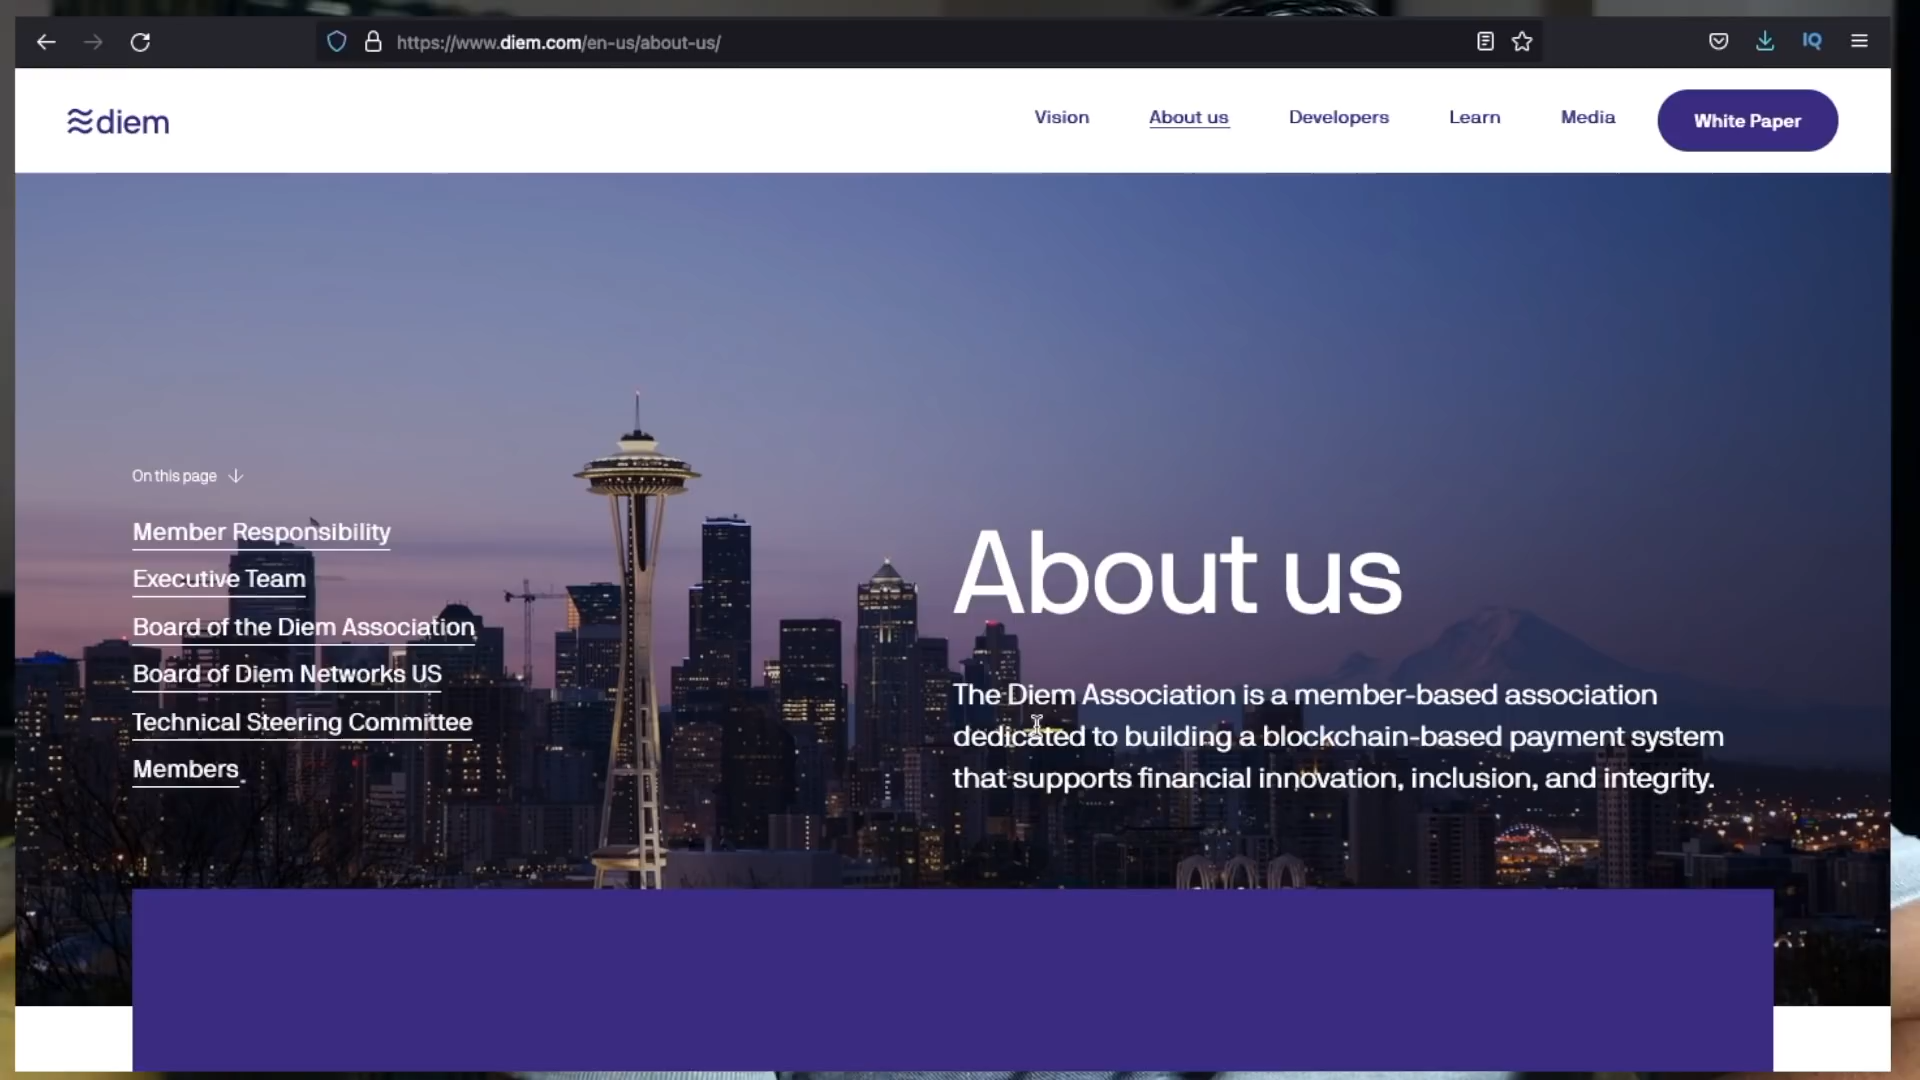 https://www.diem.com/en-us/about-us/
IQ
diem
Vision
About us
Developers
Learn
Media
White Paper
On this page
Member Responsibility
Executive Team
Board of the Diem Association
Board of Diem Networks US
Technical Steering Committee
Members
About us
The Diem Association is a member-based association
dedicated to building a blockchain-based payment system
that supports financial innovation, inclusion, and integrity.